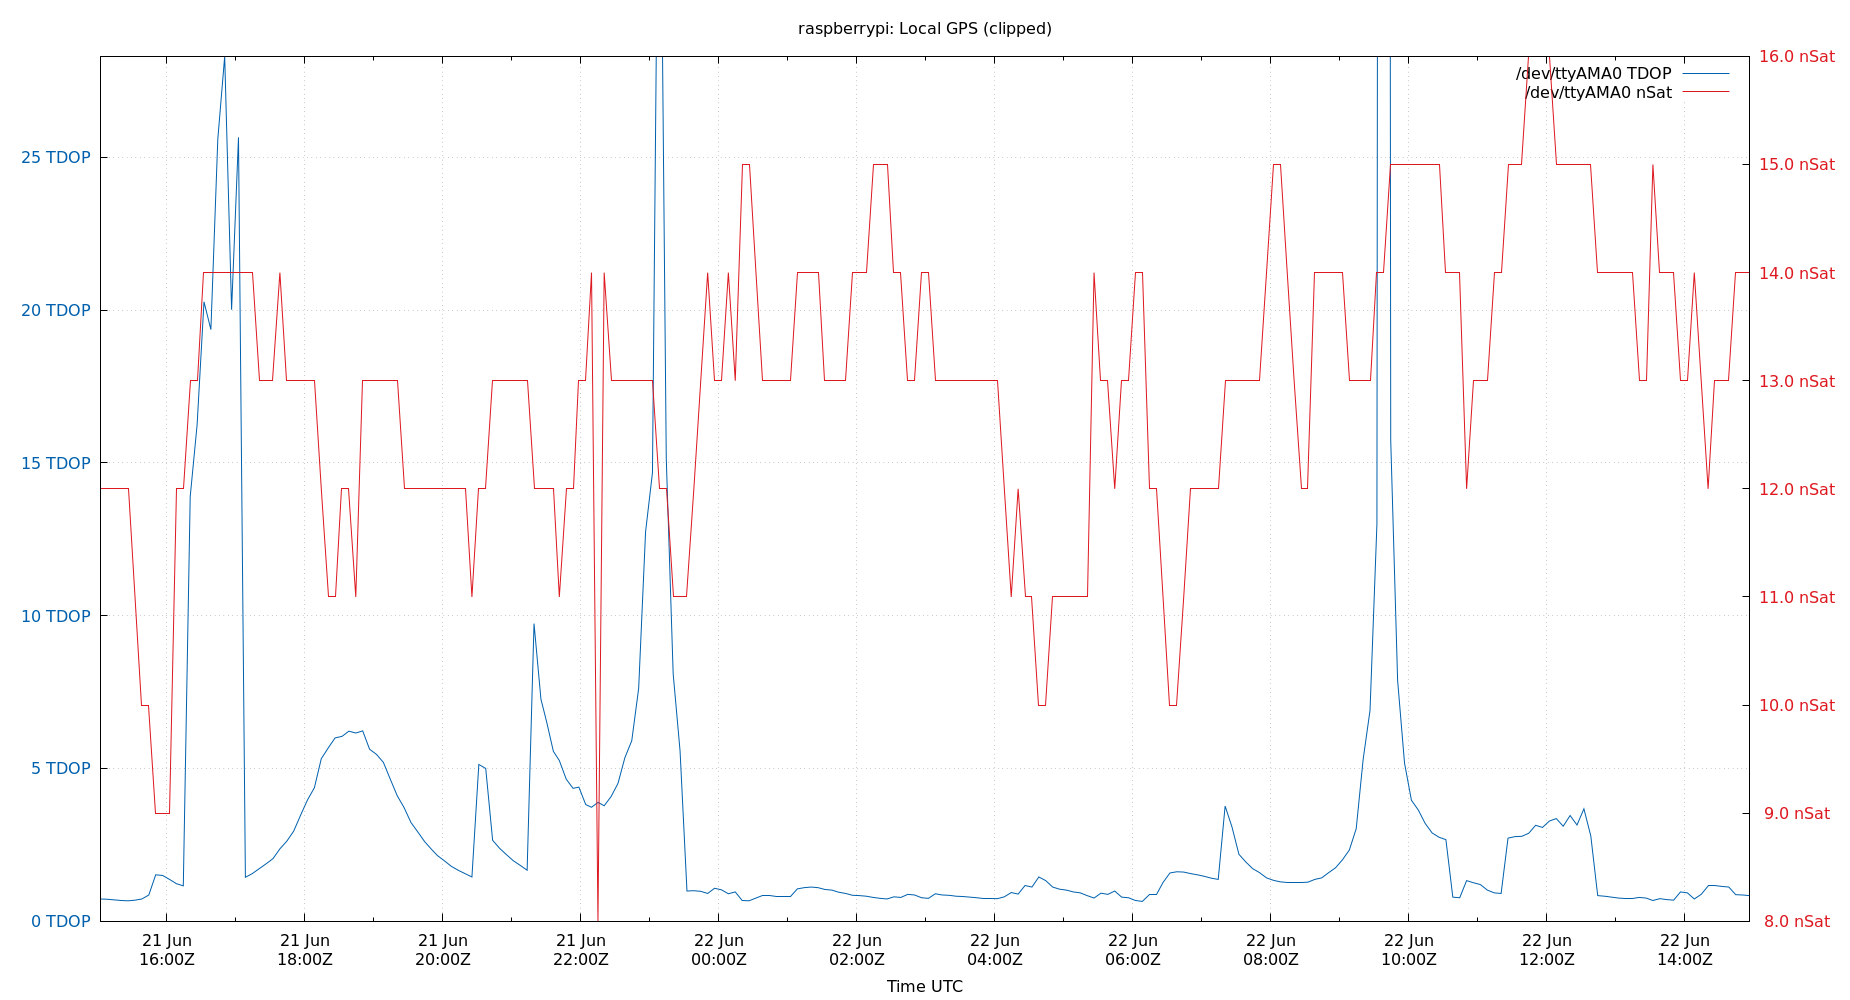 raspberrypi: Local GPS (clipped)
16.0 nSat
/dev/ttyAMA0 TDOP
/dev/ttyAMA0 nSat
25 TDOP
15.0 nSat
14.0 nSat
20 TDOP
13.0 nSat
15 TDOP
12.0 nSat
11.0 nSat
10 TDOP
10.0 nSat
5 TDOP
9.0 nSat
0 TDOP
8.0 nSat
21 Jun 21 Jun 21 Jun 21 Jun 22 Jun 22 Jun 22 Jun 22 Jun 22 Jun 22 Jun 22 Jun 22 Jun
16:00Z 18:00Z 20:00Z 22:00Z 00:00Z 02:00Z 04:00Z 06:00Z 08:00Z 10:00Z 12:00Z 14:00Z
Time UTC